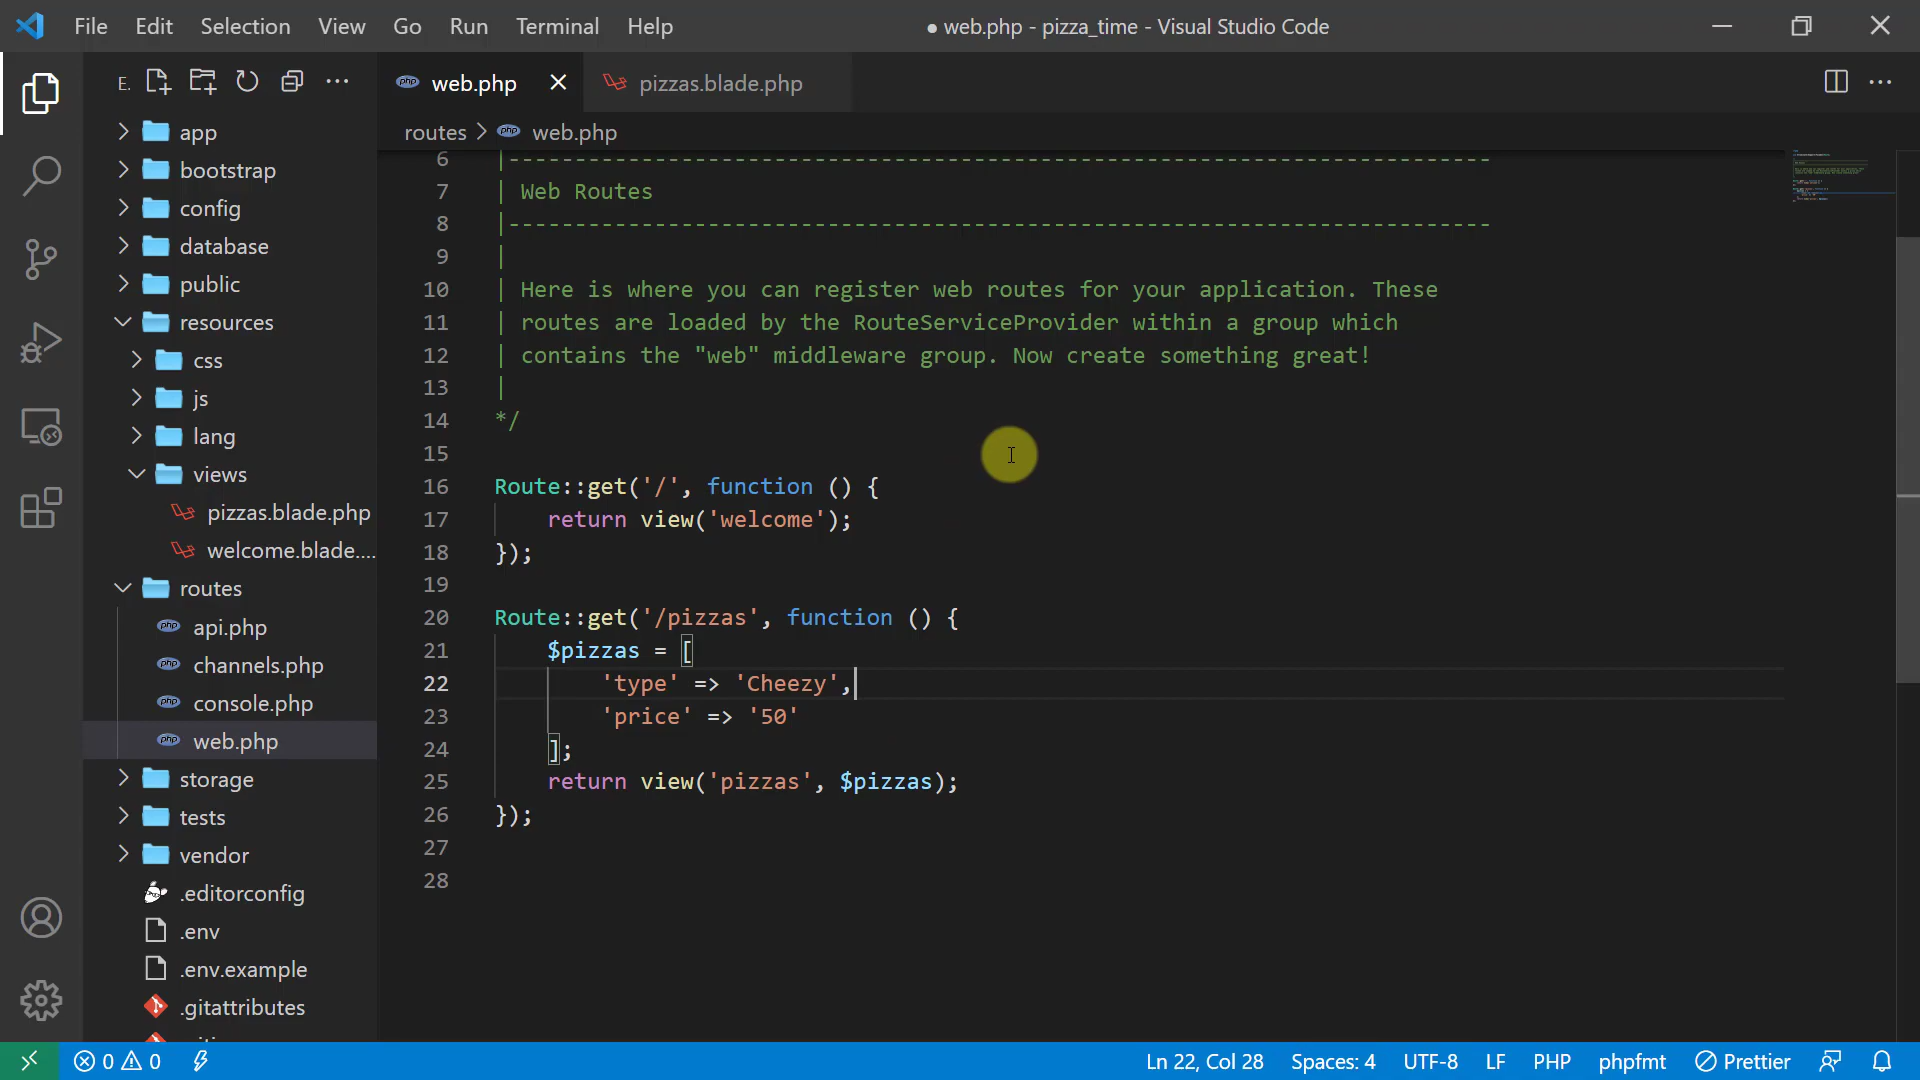 File Edit Selection View Go Run Terminal Help ● web.php - pizza_time - Visual Studio Code
E.
app
bootstrap
config
database
public
resources
css
js
lang
views
pizzas.blade.php
welcome.blade....
routes
api.php
channels.php
console.php
web.php
storage
tests
vendor
.editorconfig
.env
.env.example
.gitattributes
web.php pizzas.blade.php
routes > web.php
6 |--------------------------------------------------------------------------
7 | Web Routes
8 |--------------------------------------------------------------------------
9 |
10 | Here is where you can register web routes for your application. These
11 | routes are loaded by the RouteServiceProvider within a group which
12 | contains the "web" middleware group. Now create something great!
13 |
14 */
15
16 Route::get('/', function () {
17     return view('welcome');
18 });
19
20 Route::get('/pizzas', function () {
21     $pizzas = [
22         'type' => 'Cheezy',
23         'price' => '50'
24     ];
25     return view('pizzas', $pizzas);
26 });
27
28
0 0 Ln 22, Col 28 Spaces: 4 UTF-8 LF PHP phpfmt Prettier